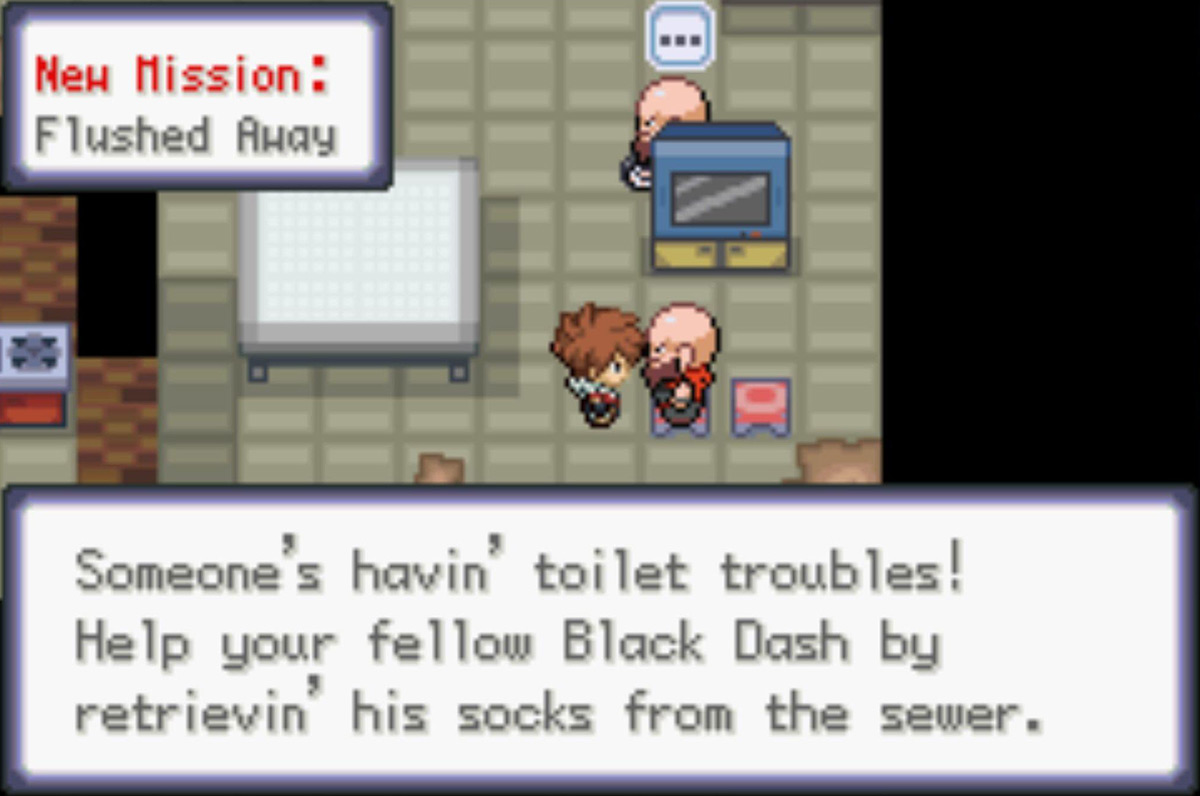 New Mission:
Flushed Away
...
Someone's havin' toilet troubles!
Help your fellow Black Dash by
retrievin' his socks from the sewer.